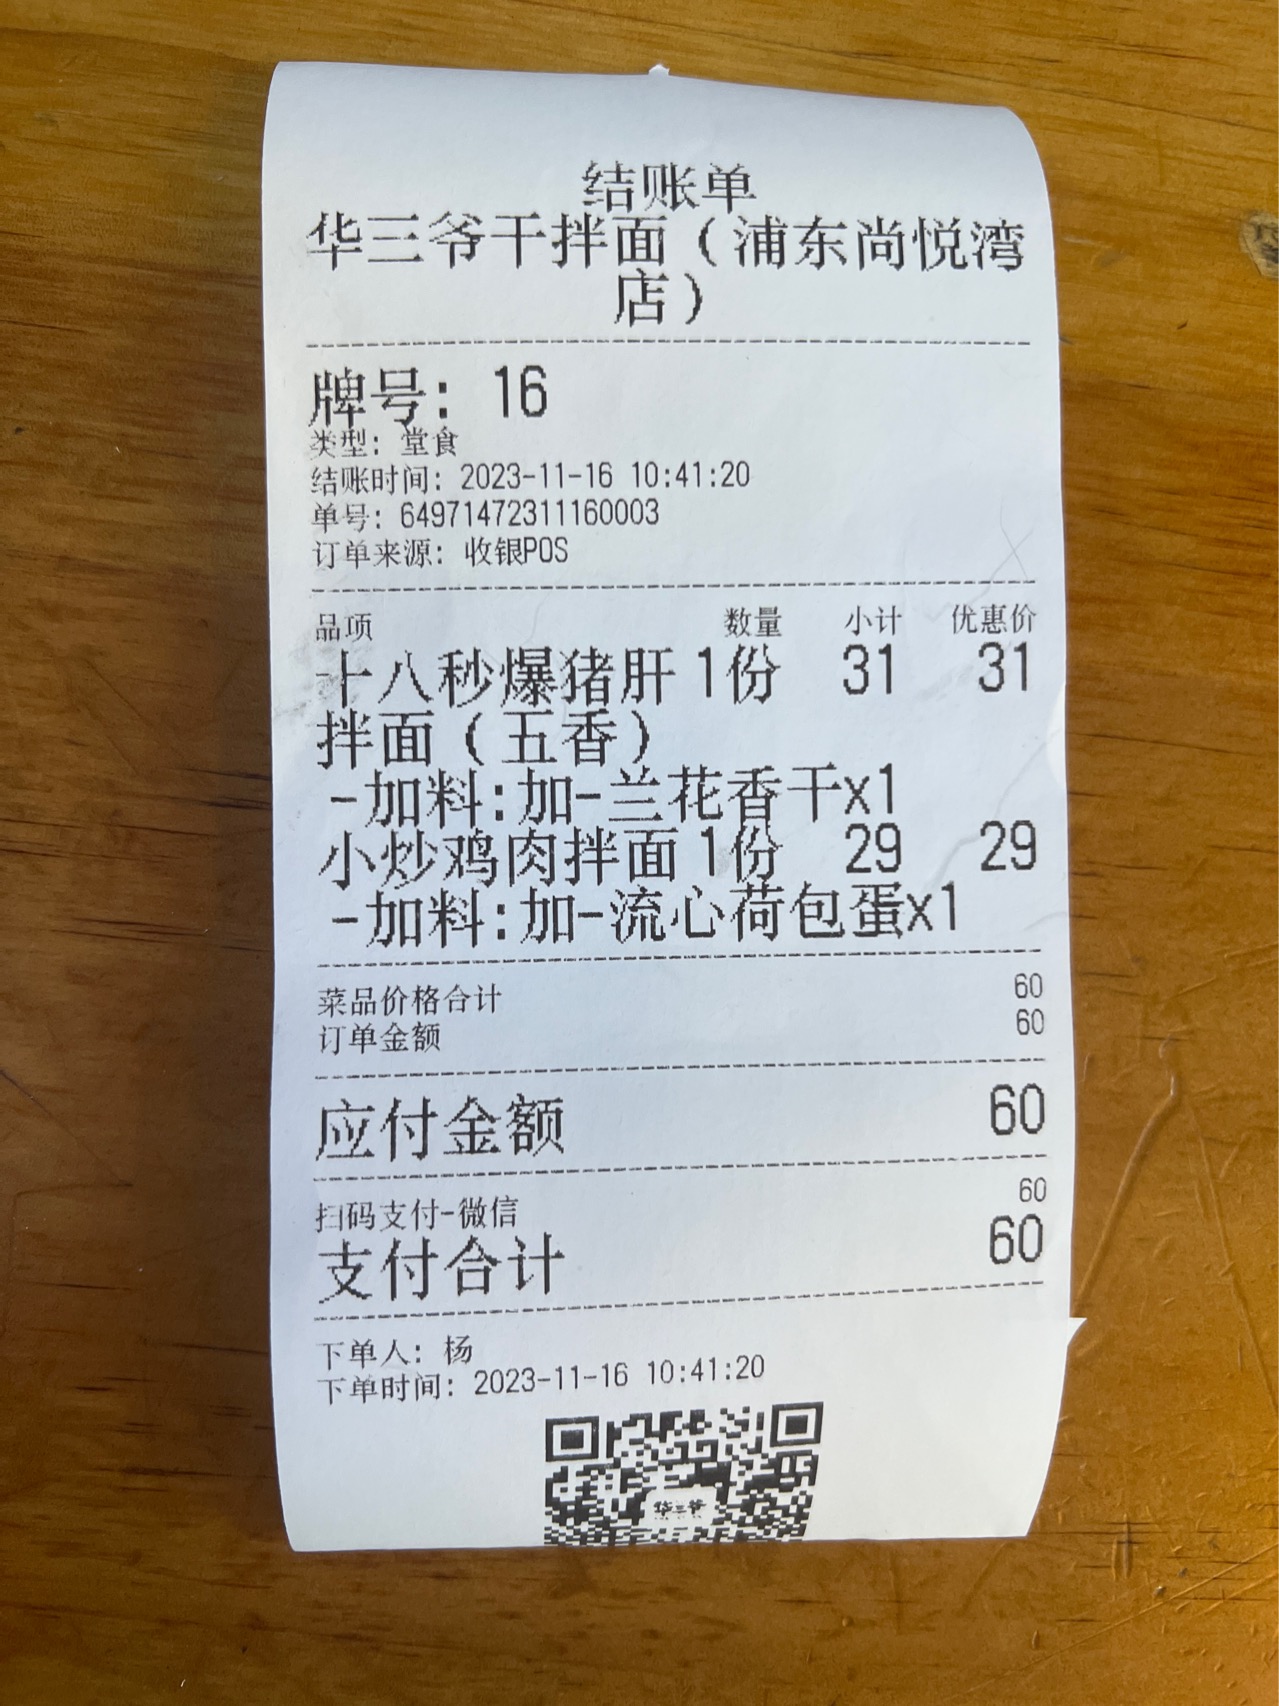 结账单
华三爷干拌面（浦东尚悦湾
店）
牌号: 16
类型: 堂食
结账时间: 2023-11-16 10:41:20
单号: 64971472311160003
订单来源: 收银POS
品项 数量 小计 优惠价
十八秒爆猪肝 1份 31 31
拌面（五香）
-加料:加-兰花香干x1
小炒鸡肉拌面 1份 29 29
-加料:加-流心荷包蛋x1
菜品价格合计 60
订单金额 60
应付金额 60
扫码支付-微信 60
支付合计 60
下单人: 杨
下单时间: 2023-11-16 10:41:20
华三爷